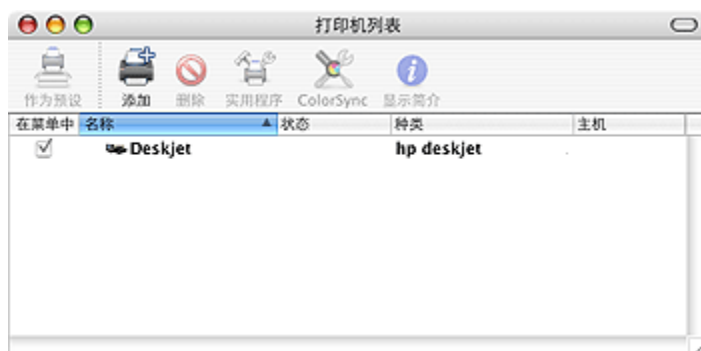 打印机列表
作为预设 添加 删除 实用程序 ColorSync 显示简介
在菜单中 名称 状态 种类 主机
Deskjet hp deskjet